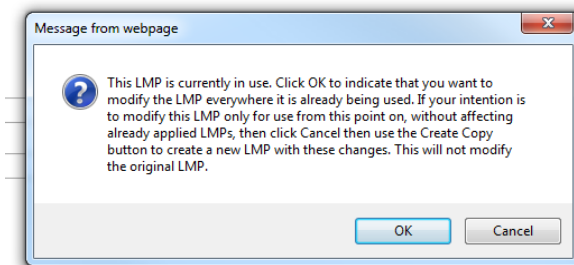 Message from webpage
This LMP is currently in use. Click OK to indicate that you want to
modify the LMP everywhere it is already being used. If your intention is
to modify this LMP only for use from this point on, without affecting
already applied LMPs, then click Cancel then use the Create Copy
button to create a new LMP with these changes. This will not modify
the original LMP.
OK
Cancel